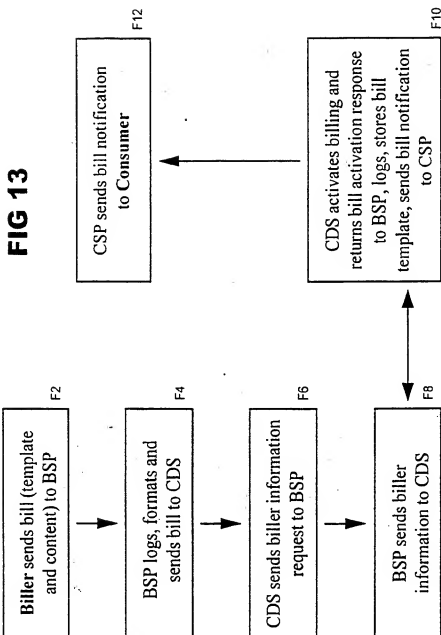 FIG 13
Biller sends bill (template
and content) to BSP
F2
BSP logs, formats and
sends bill to CDS
F4
CDS sends biller information
request to BSP
F6
BSP sends biller
information to CDS
F8
CDS activates billing and
returns bill activation response
to BSP, logs, stores bill
template, sends bill notification
to CSP
F10
CSP sends bill notification
to Consumer
F12